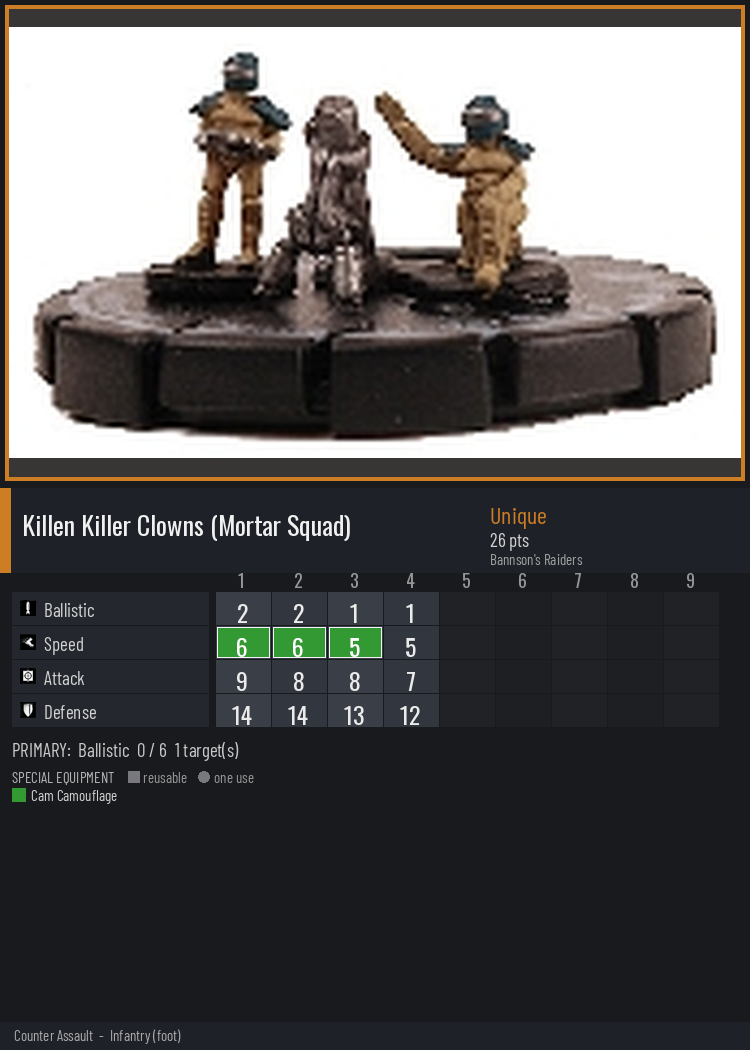 Killen Killer Clowns (Mortar Squad)
Unique
26 pts
Bannson's Raiders
1 2 3 4 5 6 7 8 9
Ballistic 2 2 1 1
Speed 6 6 5 5
Attack 9 8 8 7
Defense 14 14 13 12
PRIMARY: Ballistic 0 / 6 1 target(s)
SPECIAL EQUIPMENT reusable one use
Cam Camouflage
Counter Assault - Infantry (foot)